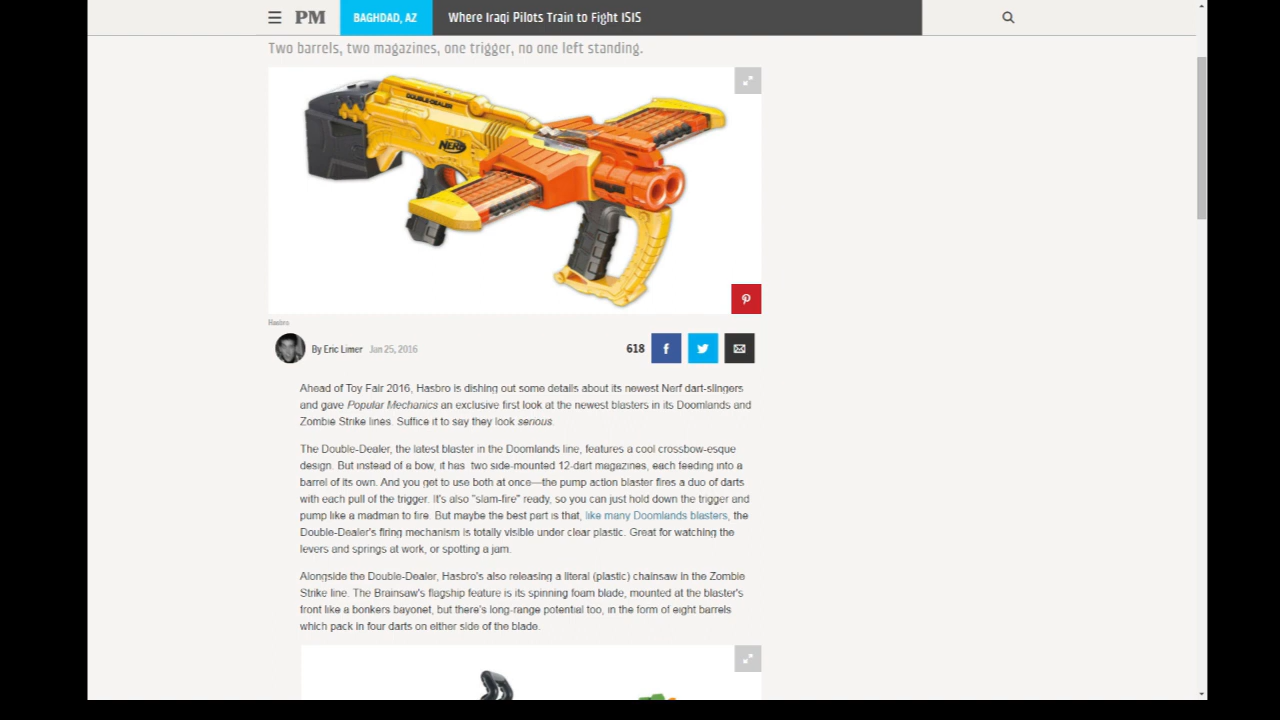 PM
BAGHDAD, AZ
Where Iraqi Pilots Train to Fight ISIS
Two barrels, two magazines, one trigger, no one left standing.
DOUBLE-DEALER
NERF
Hasbro
By Eric Limer Jan 25, 2016
618
Ahead of Toy Fair 2016, Hasbro is dishing out some details about its newest Nerf dart-slingers
and gave Popular Mechanics an exclusive first look at the newest blasters in its Doomlands and
Zombie Strike lines. Suffice it to say they look serious.
The Double-Dealer, the latest blaster in the Doomlands line, features a cool crossbow-esque
design. But instead of a bow, it has two side-mounted 12-dart magazines, each feeding into a
barrel of its own. And you get to use both at once—the pump action blaster fires a duo of darts
with each pull of the trigger. It's also "slam-fire" ready, so you can just hold down the trigger and
pump like a madman to fire. But maybe the best part is that, like many Doomlands blasters, the
Double-Dealer's firing mechanism is totally visible under clear plastic. Great for watching the
levers and springs at work, or spotting a jam.
Alongside the Double-Dealer, Hasbro's also releasing a literal (plastic) chainsaw in the Zombie
Strike line. The Brainsaw's flagship feature is its spinning foam blade, mounted at the blaster's
front like a bonkers bayonet, but there's long-range potential too, in the form of eight barrels
which pack in four darts on either side of the blade.